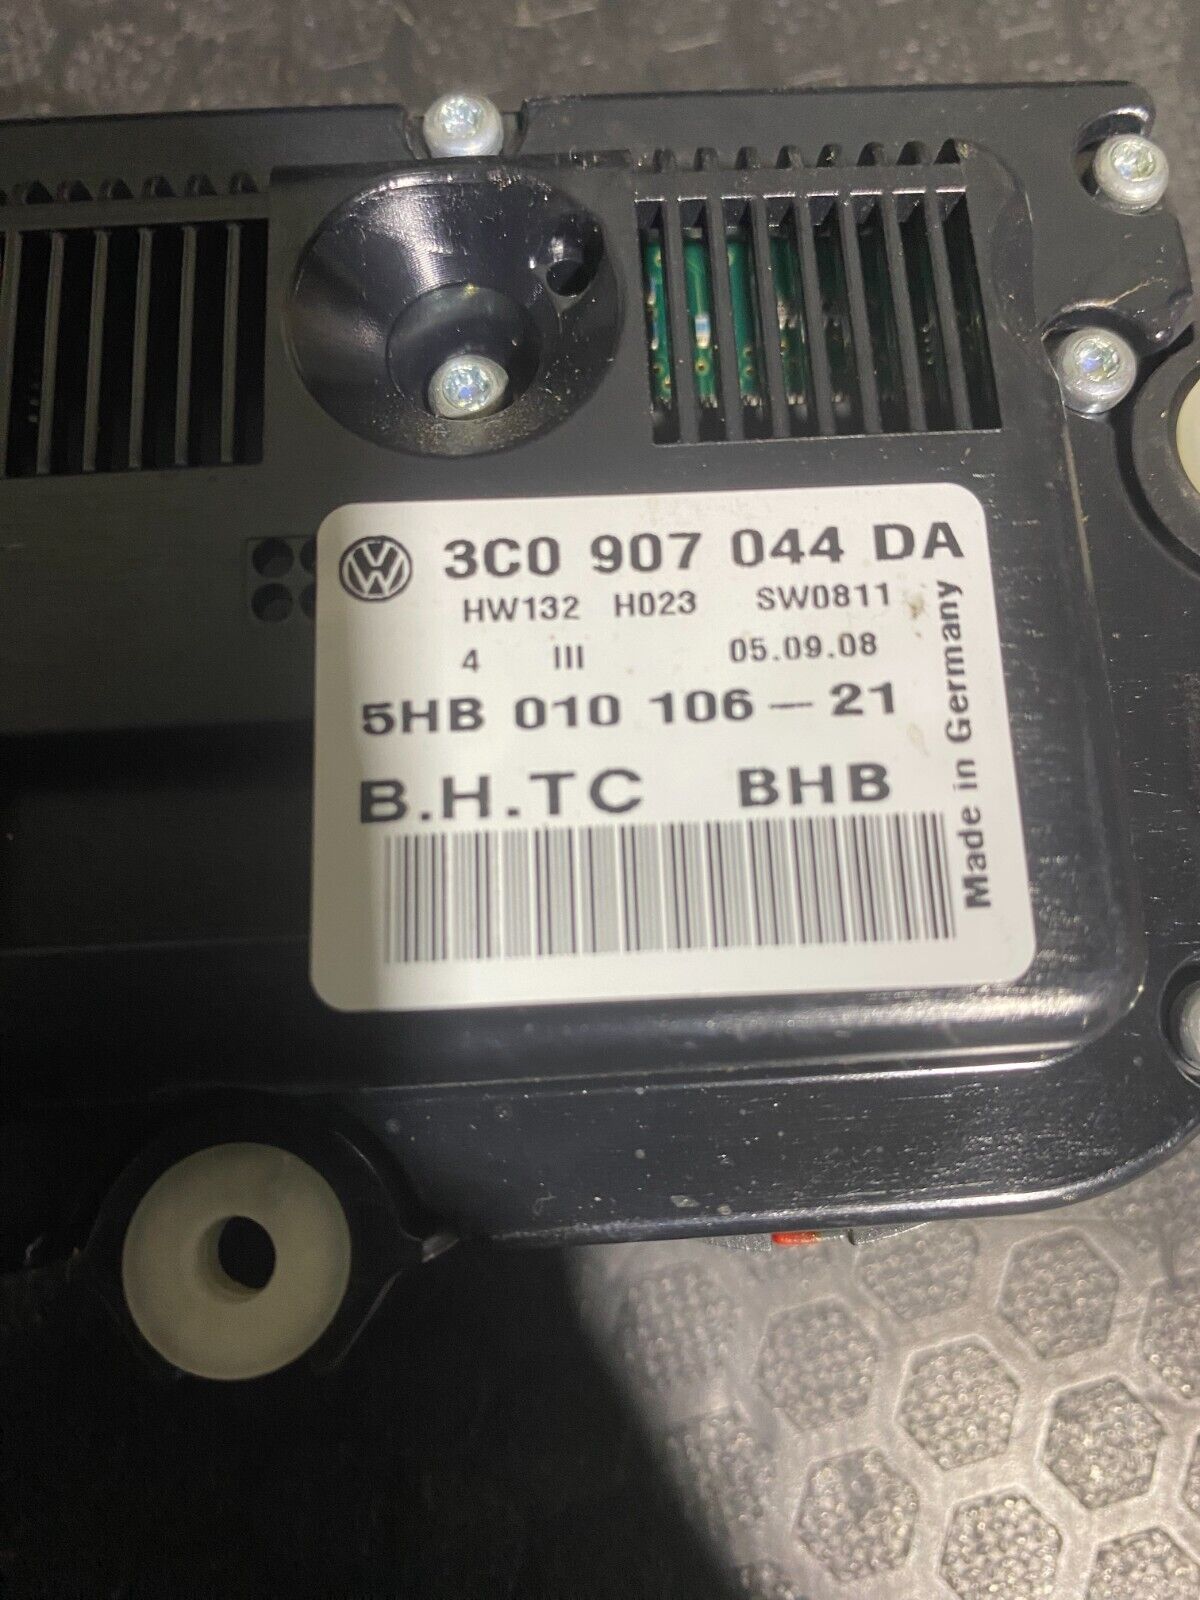 3C0 907 044 DA
HW132 H023 SW0811
4 III 05.09.08
5HB 010 106-21
B.H.TC BHB
Made in Germany